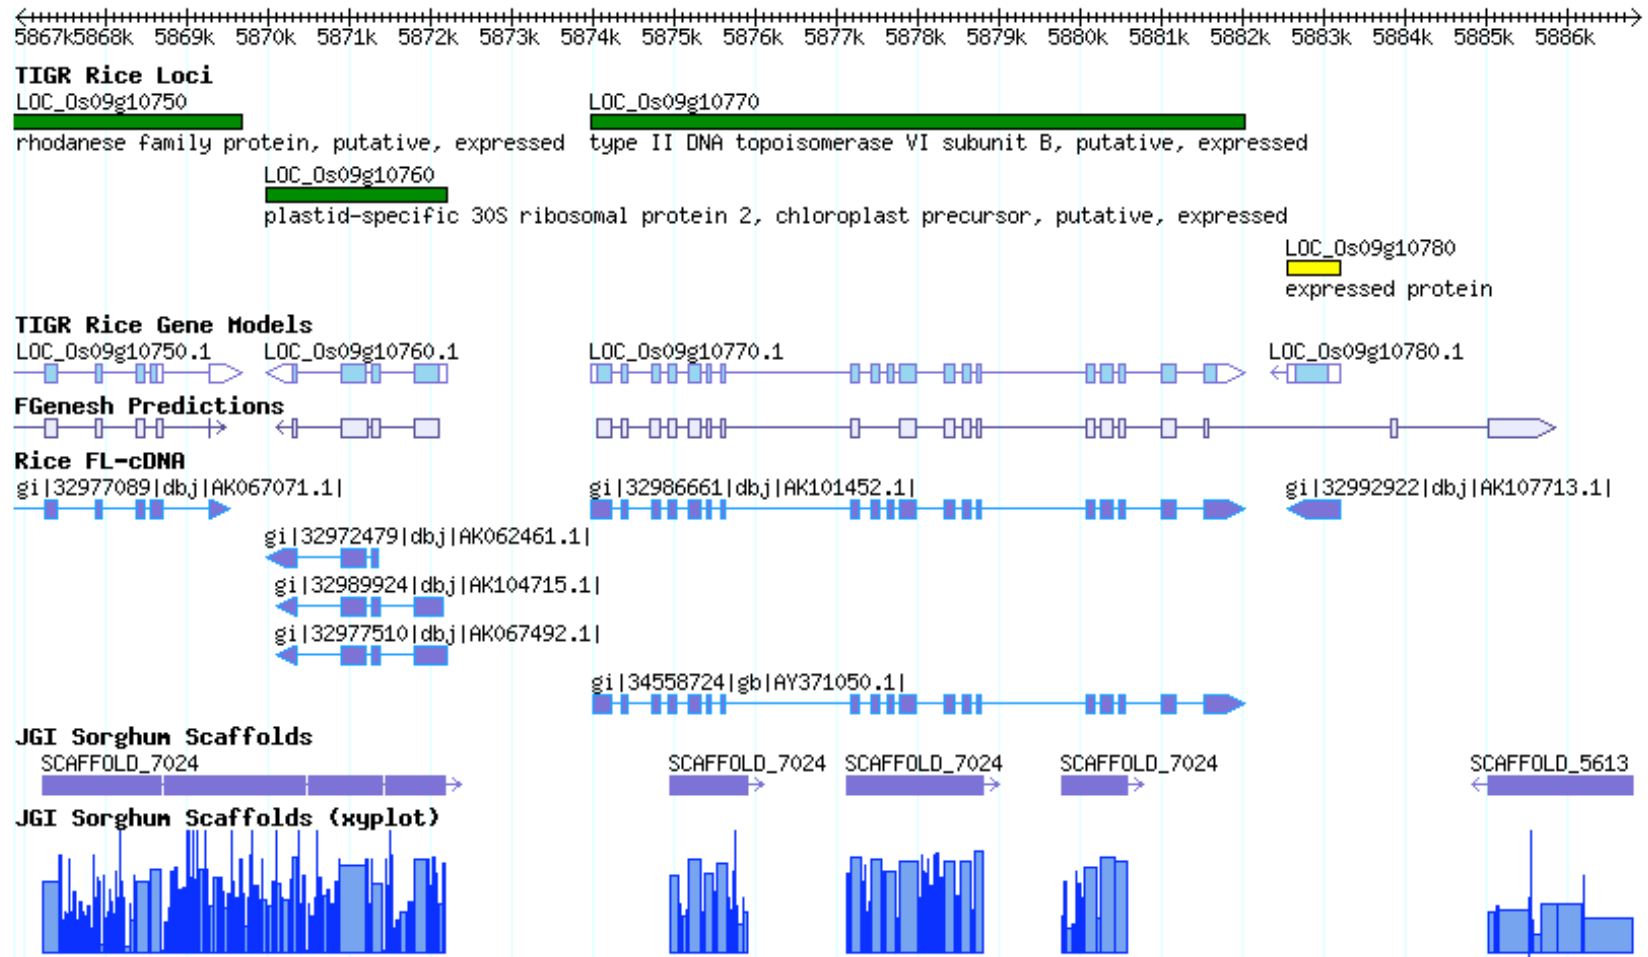 5867k5868k 5869k 5870k 5871k 5872k 5873k 5874k 5875k 5876k 5877k 5878k 5879k 5880k 5881k 5882k 5883k 5884k 5885k 5886k
TIGR Rice Loci
LOC_Os09g10750 LOC_Os09g10770
rhodanese family protein, putative, expressed type II DNA topoisomerase VI subunit B, putative, expressed
LOC_Os09g10760
plastid-specific 30S ribosomal protein 2, chloroplast precursor, putative, expressed
LOC_Os09g10780
expressed protein
TIGR Rice Gene Models
LOC_Os09g10750.1 LOC_Os09g10760.1 LOC_Os09g10770.1 LOC_Os09g10780.1
FGenesh Predictions
Rice FL-cDNA
gi|32977089|dbj|AK067071.1| gi|32986661|dbj|AK101452.1| gi|32992922|dbj|AK107713.1|
gi|32972479|dbj|AK062461.1|
gi|32989924|dbj|AK104715.1|
gi|32977510|dbj|AK067492.1|
gi|34558724|gb|AY371050.1|
JGI Sorghum Scaffolds
SCAFFOLD_7024 SCAFFOLD_7024 SCAFFOLD_7024 SCAFFOLD_7024 SCAFFOLD_5613
JGI Sorghum Scaffolds (xyplot)